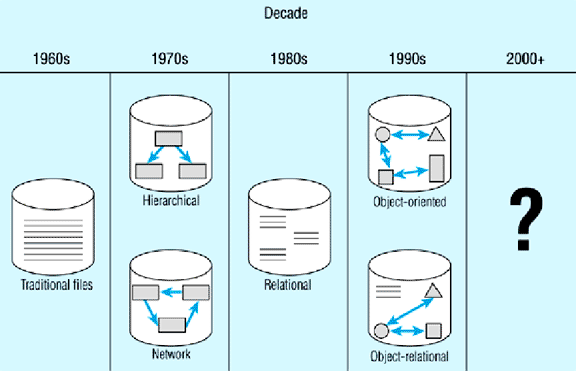 Decade
1960s 1970s 1980s 1990s 2000+
Hierarchical
Object-oriented
Traditional files
Relational
?
Network
Object-relational